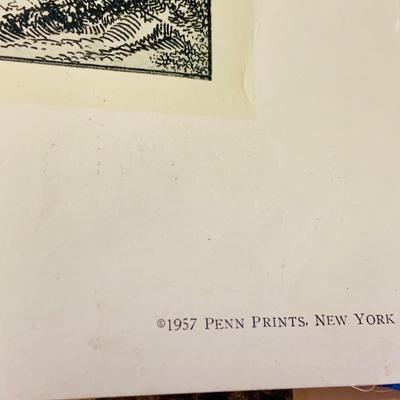 ©1957 PENN PRINTS, NEW YORK